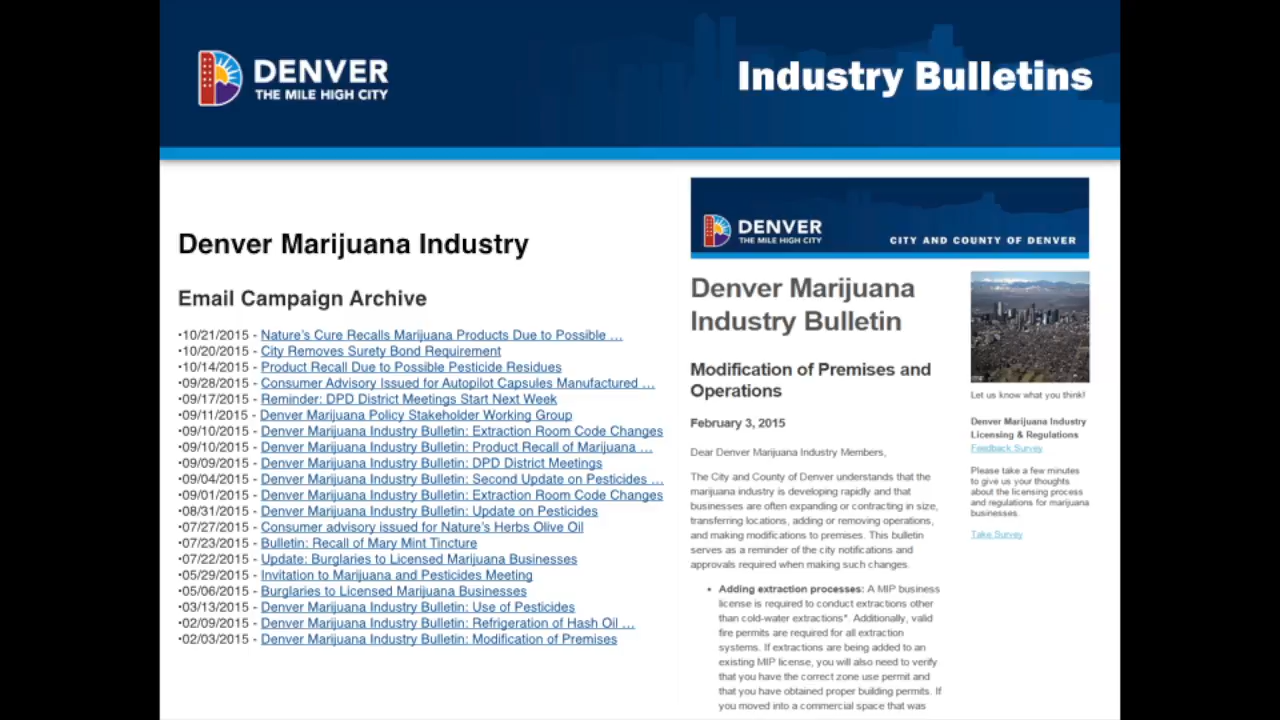 DENVER
THE MILE HIGH CITY
Industry Bulletins
Denver Marijuana Industry
Email Campaign Archive
•10/21/2015 - Nature's Cure Recalls Marijuana Products Due to Possible …
•10/20/2015 - City Removes Surety Bond Requirement
•10/14/2015 - Product Recall Due to Possible Pesticide Residues
•09/28/2015 - Consumer Advisory Issued for Autopilot Capsules Manufactured …
•09/17/2015 - Reminder: DPD District Meetings Start Next Week
•09/11/2015 - Denver Marijuana Policy Stakeholder Working Group
•09/10/2015 - Denver Marijuana Industry Bulletin: Extraction Room Code Changes
•09/10/2015 - Denver Marijuana Industry Bulletin: Product Recall of Marijuana …
•09/09/2015 - Denver Marijuana Industry Bulletin: DPD District Meetings
•09/04/2015 - Denver Marijuana Industry Bulletin: Second Update on Pesticides …
•09/01/2015 - Denver Marijuana Industry Bulletin: Extraction Room Code Changes
•08/31/2015 - Denver Marijuana Industry Bulletin: Update on Pesticides
•07/27/2015 - Consumer advisory issued for Nature's Herbs Olive Oil
•07/23/2015 - Bulletin: Recall of Mary Mint Tincture
•07/22/2015 - Update: Burglaries to Licensed Marijuana Businesses
•05/29/2015 - Invitation to Marijuana and Pesticides Meeting
•05/06/2015 - Burglaries to Licensed Marijuana Businesses
•03/13/2015 - Denver Marijuana Industry Bulletin: Use of Pesticides
•02/09/2015 - Denver Marijuana Industry Bulletin: Refrigeration of Hash Oil …
•02/03/2015 - Denver Marijuana Industry Bulletin: Modification of Premises
DENVER
THE MILE HIGH CITY
CITY AND COUNTY OF DENVER
Denver Marijuana
Industry Bulletin
Modification of Premises and
Operations
February 3, 2015
Dear Denver Marijuana Industry Members,
The City and County of Denver understands that the
marijuana industry is developing rapidly and that
businesses are often expanding or contracting in size,
transferring locations, adding or removing operations,
and making modifications to premises. This bulletin
serves as a reminder of the city notifications and
approvals required when making such changes.
• Adding extraction processes: A MIP business
license is required to conduct extractions other
than cold-water extractions*. Additionally, valid
fire permits are required for all extraction
systems. If extractions are being added to an
existing MIP license, you will also need to verify
that you have the correct zone use permit and
that you have obtained proper building permits. If
you moved into a commercial space that was
Let us know what you think!
Denver Marijuana Industry
Licensing & Regulations
Feedback Survey
Please take a few minutes
to give us your thoughts
about the licensing process
and regulations for marijuana
businesses.
Take Survey